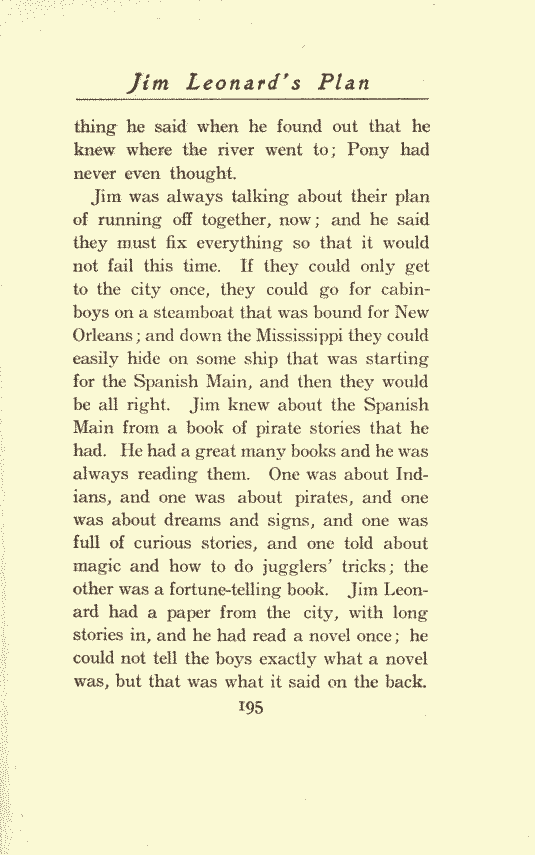 Jim Leonard's Plan
thing he said when he found out that he
knew where the river went to; Pony had
never even thought.
Jim was always talking about their plan
of running off together, now; and he said
they must fix everything so that it would
not fail this time. If they could only get
to the city once, they could go for cabin-
boys on a steamboat that was bound for New
Orleans; and down the Mississippi they could
easily hide on some ship that was starting
for the Spanish Main, and then they would
be all right. Jim knew about the Spanish
Main from a book of pirate stories that he
had. He had a great many books and he was
always reading them. One was about Ind-
ians, and one was about pirates, and one
was about dreams and signs, and one was
full of curious stories, and one told about
magic and how to do jugglers' tricks; the
other was a fortune-telling book. Jim Leon-
ard had a paper from the city, with long
stories in, and he had read a novel once; he
could not tell the boys exactly what a novel
was, but that was what it said on the back.
195